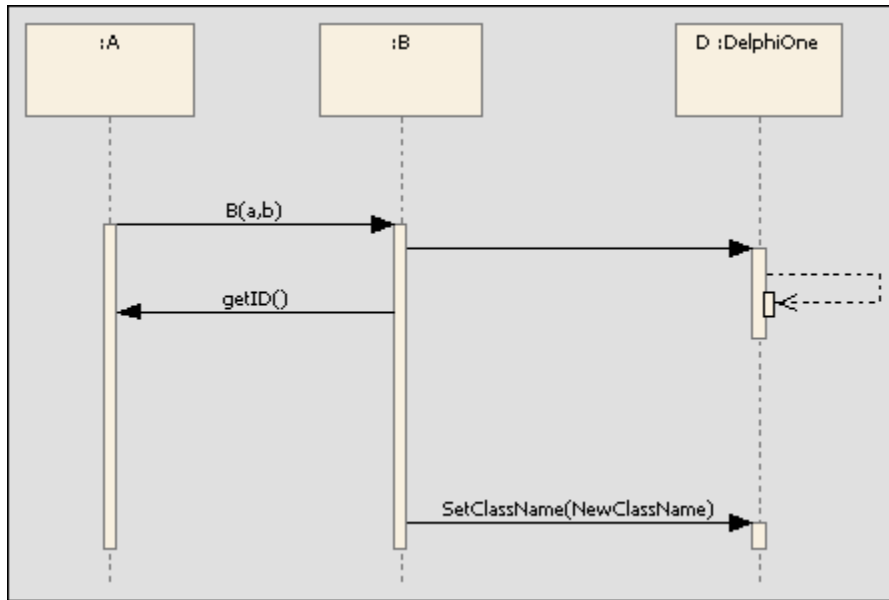 :A
:B
D :DelphiOne
B(a,b)
getID()
SetClassName(NewClassName)